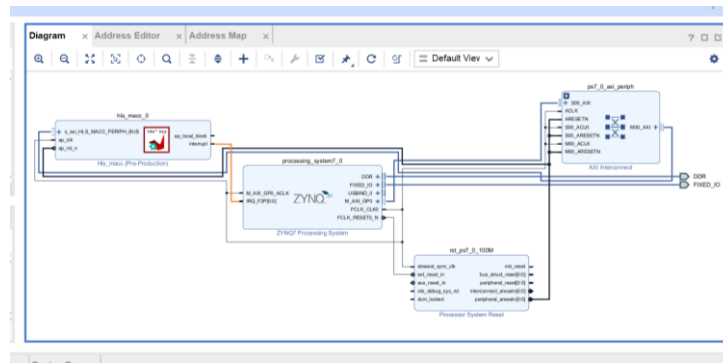 Diagram × Address Editor × Address Map ×
? □ □
Default View
ps7_0_axi_periph
S00_AXI
ACLK
ARESETN
S00_ACLK
S00_ARESETN
M00_ACLK
M00_ARESETN
M00_AXI
AXI Interconnect
hls_macc_0
s_axi_HLS_MACC_PERIPH_BUS
ap_clk
ap_rst_n
ap_local_block
interrupt
Hls_macc (Pre-Production)
processing_system7_0
M_AXI_GP0_ACLK
IRQ_F2P[0:0]
ZYNQ
DDR
FIXED_IO
USBIND_0
M_AXI_GP0
FCLK_CLK0
FCLK_RESET0_N
ZYNQ7 Processing System
DDR
FIXED_IO
rst_ps7_0_100M
slowest_sync_clk
ext_reset_in
aux_reset_in
mb_debug_sys_rst
dcm_locked
mb_reset
bus_struct_reset[0:0]
peripheral_reset[0:0]
interconnect_aresetn[0:0]
peripheral_aresetn[0:0]
Processor System Reset